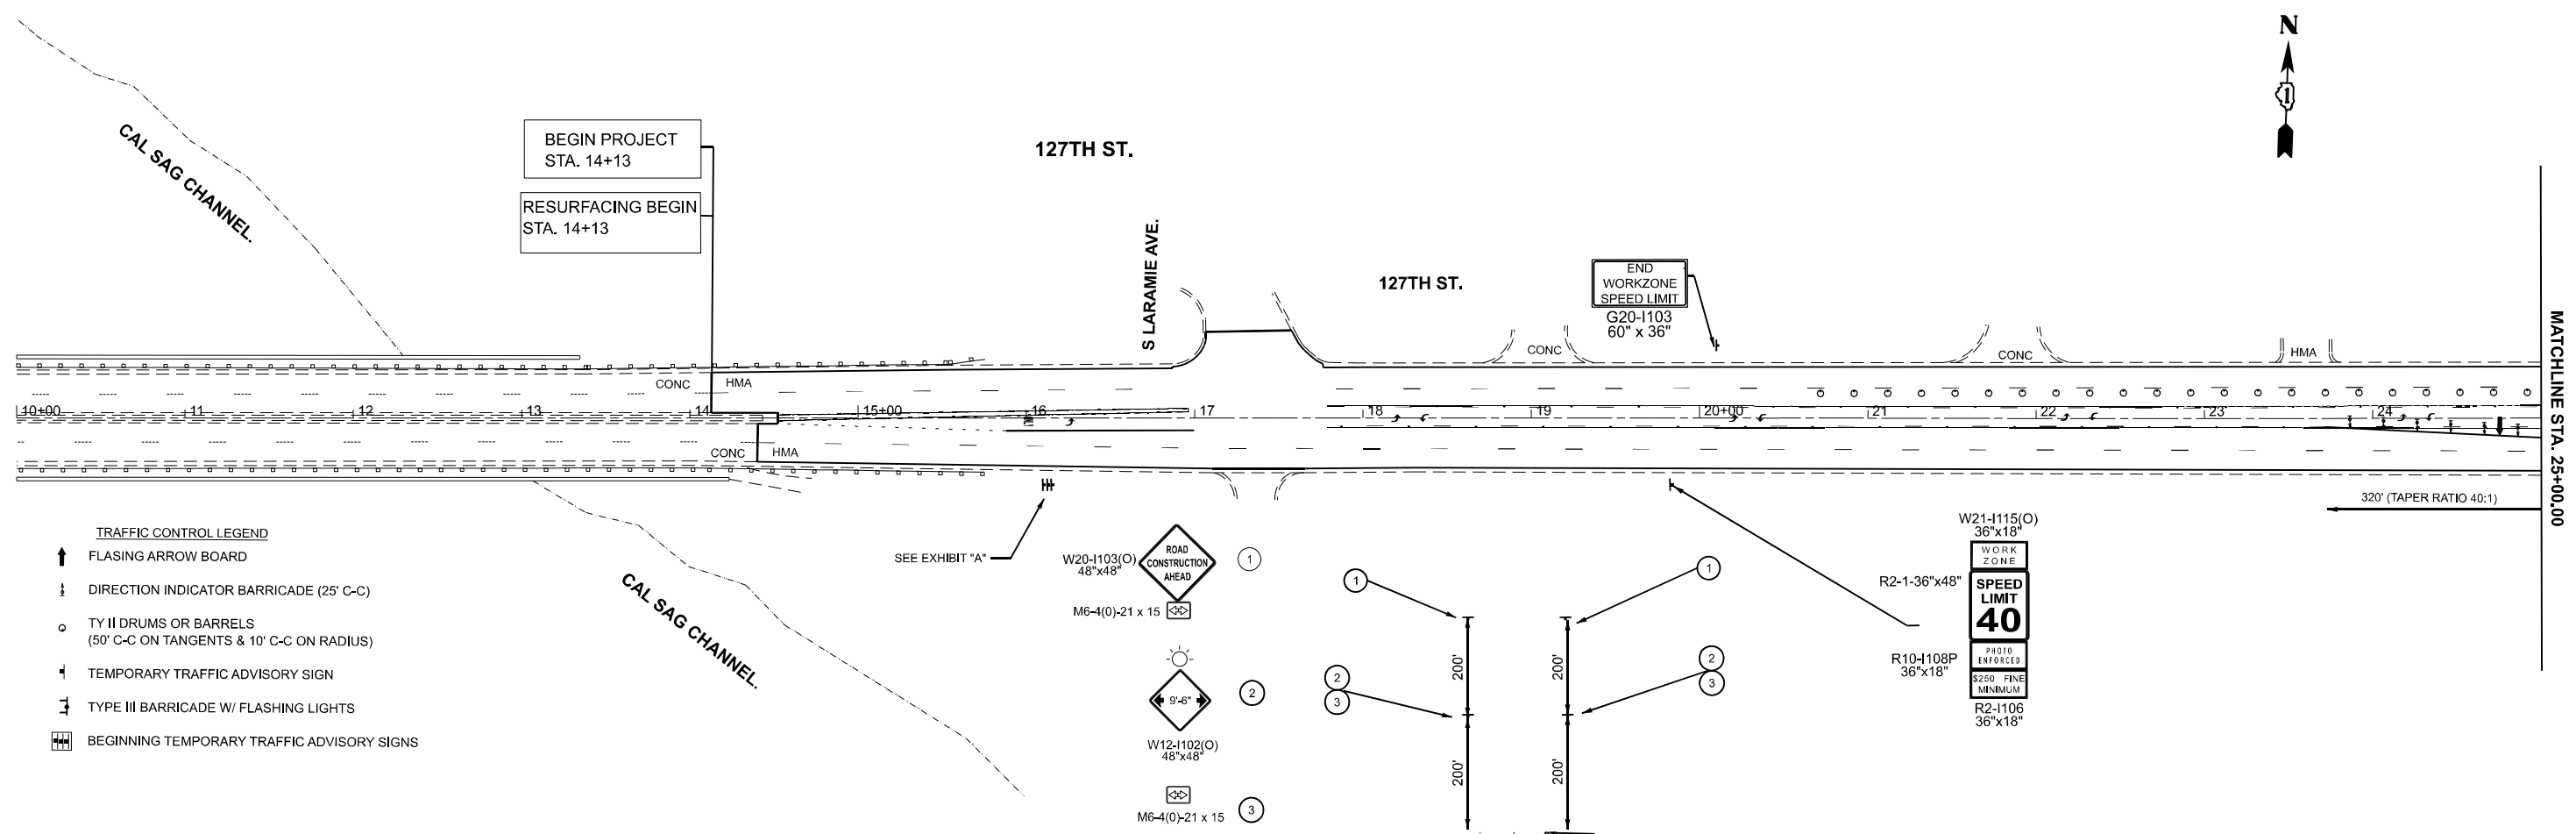 N
1
CAL SAG CHANNEL.
BEGIN PROJECT
STA. 14+13
RESURFACING BEGIN
STA. 14+13
127TH ST.
S LARAMIE AVE.
127TH ST.
END
WORKZONE
SPEED LIMIT
G20-I103
60" x 36"
CONC
CONC
HMA
MATCHLINE STA. 25+00.00
CONC
HMA
10+00
11
12
13
14
15+00
16
17
18
19
20+00
21
22
23
24
CONC
HMA
320' (TAPER RATIO 40:1)
TRAFFIC CONTROL LEGEND
FLASING ARROW BOARD
DIRECTION INDICATOR BARRICADE (25' C-C)
TY II DRUMS OR BARRELS
(50' C-C ON TANGENTS & 10' C-C ON RADIUS)
TEMPORARY TRAFFIC ADVISORY SIGN
TYPE III BARRICADE W/ FLASHING LIGHTS
BEGINNING TEMPORARY TRAFFIC ADVISORY SIGNS
CAL SAG CHANNEL.
SEE EXHIBIT "A"
W20-I103(O)
48"x48"
ROAD
CONSTRUCTION
AHEAD
1
M6-4(0)-21 x 15
9'-6"
2
W12-I102(O)
48"x48"
M6-4(0)-21 x 15
3
1
1
200'
200'
2
3
2
3
200'
200'
W21-I115(O)
36"x18"
WORK
ZONE
R2-1-36"x48"
SPEED
LIMIT
40
R10-I108P
36"x18"
PHOTO
ENFORCED
$250 FINE
MINIMUM
R2-I106
36"x18"